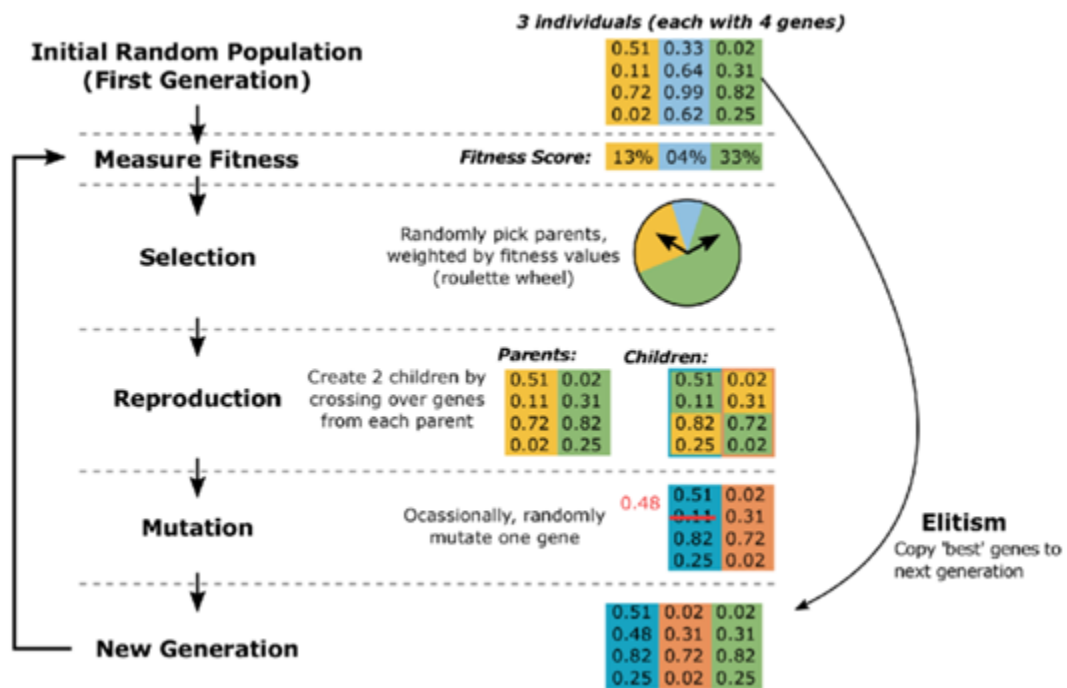 3 individuals (each with 4 genes)
Initial Random Population
(First Generation)
0.51 0.33 0.02
0.11 0.64 0.31
0.72 0.99 0.82
0.02 0.62 0.25
Measure Fitness
Fitness Score: 13% 04% 33%
Selection
Randomly pick parents,
weighted by fitness values
(roulette wheel)
Reproduction
Create 2 children by
crossing over genes
from each parent
Parents:
0.51 0.02
0.11 0.31
0.72 0.82
0.02 0.25
Children:
0.51 0.02
0.11 0.31
0.82 0.72
0.25 0.02
Mutation
Ocassionally, randomly
mutate one gene
0.48
0.51 0.02
0.11 0.31
0.82 0.72
0.25 0.02
Elitism
Copy 'best' genes to
next generation
New Generation
0.51 0.02 0.02
0.48 0.31 0.31
0.82 0.72 0.82
0.25 0.02 0.25